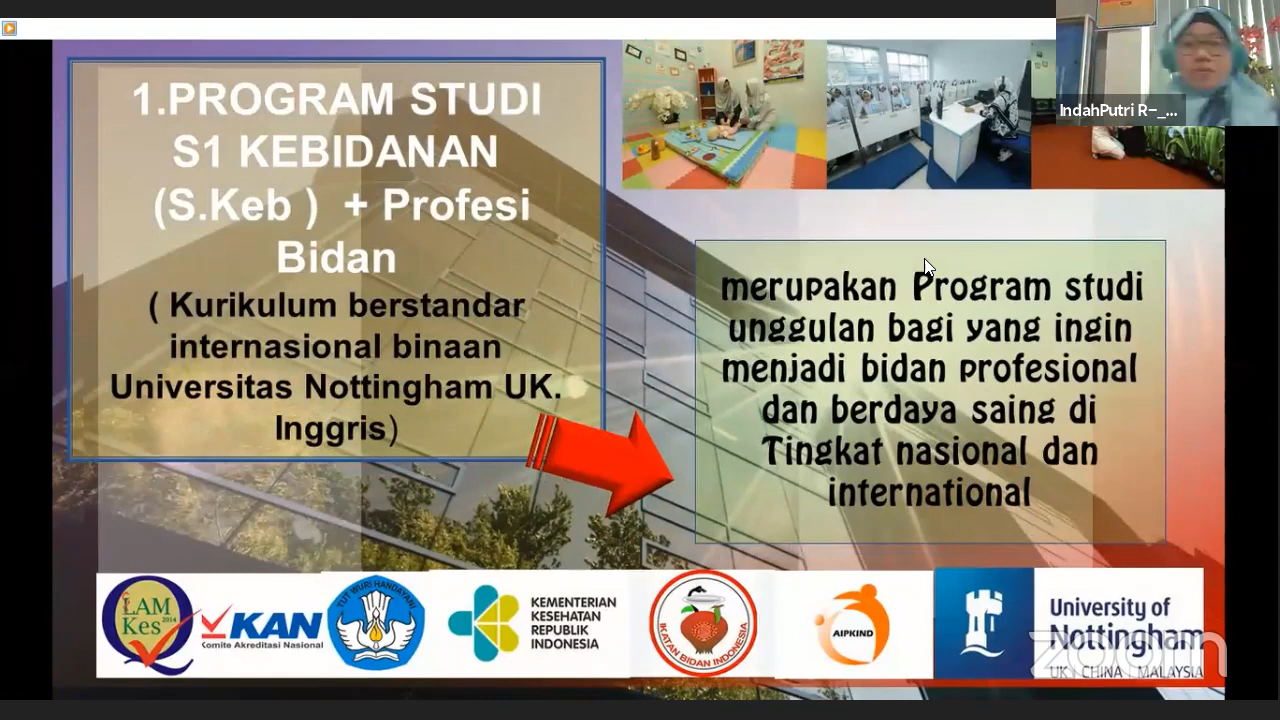 1.PROGRAM STUDI
S1 KEBIDANAN
(S.Keb ) + Profesi
Bidan
( Kurikulum berstandar
internasional binaan
Universitas Nottingham UK.
Inggris)
IndahPutri R-_...
merupakan Program studi
unggulan bagi yang ingin
menjadi bidan profesional
dan berdaya saing di
Tingkat nasional dan
international
LAM
Kes 2014
KAN
Komite Akreditasi Nasional
TUT WURI HANDAYANI
KEMENTERIAN
KESEHATAN
REPUBLIK
INDONESIA
IKATAN BIDAN INDONESIA
AIPKIND
University of
Nottingham
UK | CHINA | MALAYSIA
zoom